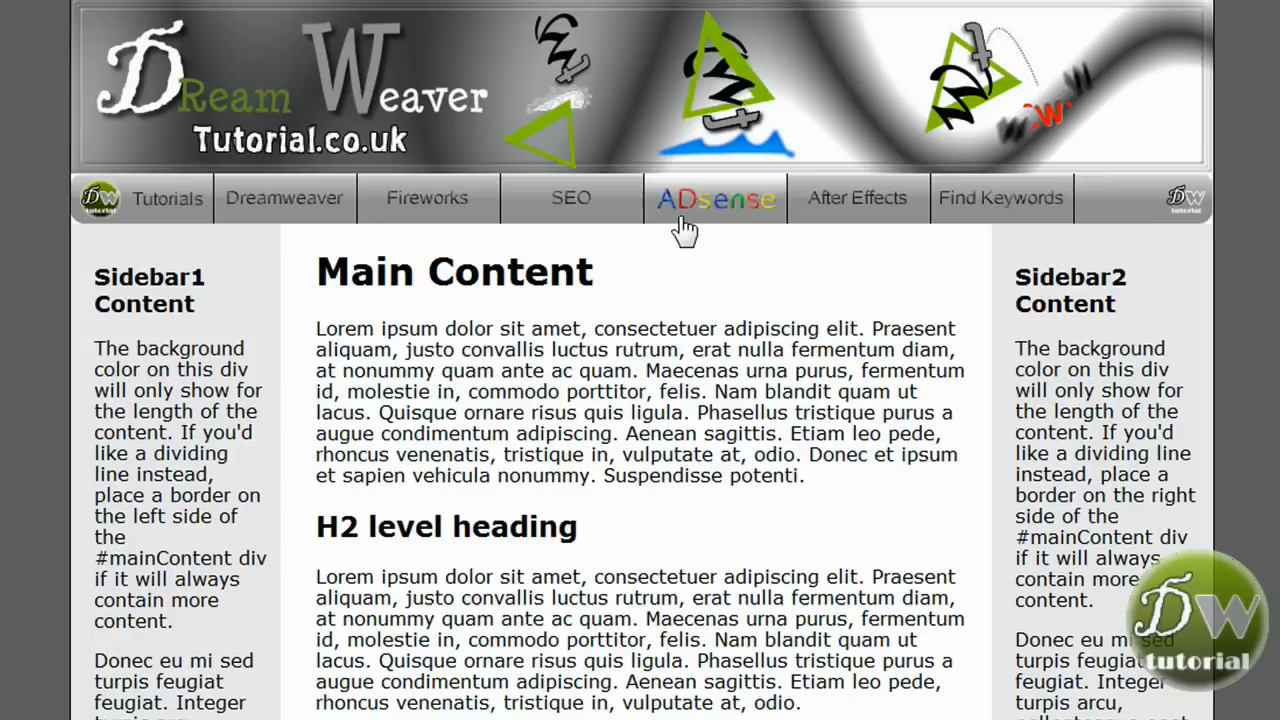 Dream Weaver
Tutorial.co.uk
Tutorials Dreamweaver Fireworks SEO ADsense After Effects Find Keywords
DW
tutorial
DW
tutorial
Sidebar1
Content
The background
color on this div
will only show for
the length of the
content. If you'd
like a dividing
line instead,
place a border on
the left side of
the
#mainContent div
if it will always
contain more
content.
Donec eu mi sed
turpis feugiat
feugiat. Integer
Main Content
Lorem ipsum dolor sit amet, consectetuer adipiscing elit. Praesent
aliquam, justo convallis luctus rutrum, erat nulla fermentum diam,
at nonummy quam ante ac quam. Maecenas urna purus, fermentum
id, molestie in, commodo porttitor, felis. Nam blandit quam ut
lacus. Quisque ornare risus quis ligula. Phasellus tristique purus a
augue condimentum adipiscing. Aenean sagittis. Etiam leo pede,
rhoncus venenatis, tristique in, vulputate at, odio. Donec et ipsum
et sapien vehicula nonummy. Suspendisse potenti.
H2 level heading
Lorem ipsum dolor sit amet, consectetuer adipiscing elit. Praesent
aliquam, justo convallis luctus rutrum, erat nulla fermentum diam,
at nonummy quam ante ac quam. Maecenas urna purus, fermentum
id, molestie in, commodo porttitor, felis. Nam blandit quam ut
lacus. Quisque ornare risus quis ligula. Phasellus tristique purus a
augue condimentum adipiscing. Aenean sagittis. Etiam leo pede,
rhoncus venenatis, tristique in, vulputate at, odio.
Sidebar2
Content
The background
color on this div
will only show for
the length of the
content. If you'd
like a dividing line
instead, place a
border on the right
side of the
#mainContent div
if it will always
contain more
content.
Donec eu mi sed
turpis feugiat
feugiat. Integer
turpis arcu,
DW
tutorial